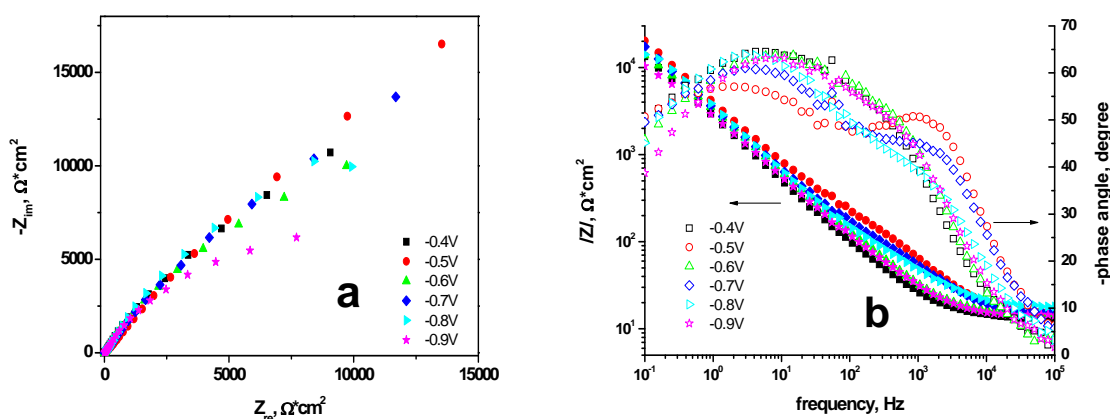 -Z_im, Ω*cm²
15000
10000
5000
0
-0.4V
-0.5V
-0.6V
-0.7V
-0.8V
-0.9V
a
0 5000 10000 15000
Z_re, Ω*cm²
/Z/, Ω*cm²
10⁴
10³
10²
10¹
-0.4V
-0.5V
-0.6V
-0.7V
-0.8V
-0.9V
b
10⁻¹ 10⁰ 10¹ 10² 10³ 10⁴ 10⁵
frequency, Hz
70
60
50
40
30
20
10
0
-phase angle, degree